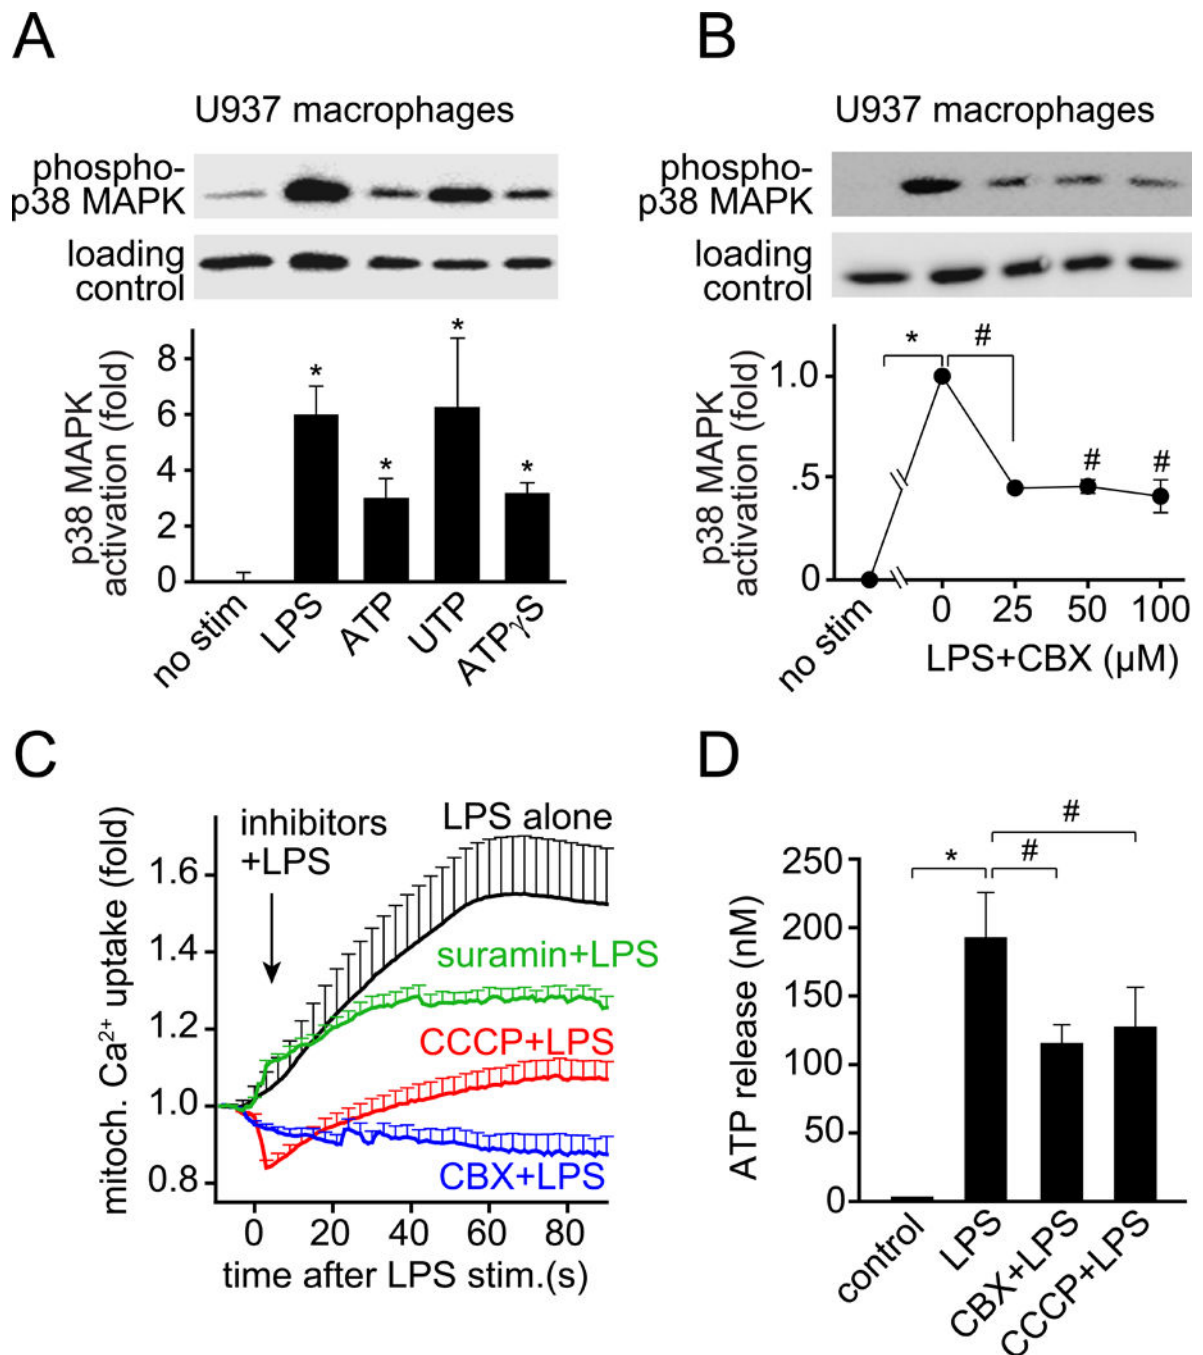 A
U937 macrophages
phospho-
p38 MAPK
loading
control
p38 MAPK
activation (fold)
8
6
4
2
0
*
*
*
*
no stim
LPS
ATP
UTP
ATPγS
B
U937 macrophages
phospho-
p38 MAPK
loading
control
p38 MAPK
activation (fold)
1.0
.5
0
*
#
#
#
no stim
0
25
50
100
LPS+CBX (µM)
C
mitoch. Ca²⁺ uptake (fold)
1.6
1.4
1.2
1.0
0.8
inhibitors
+LPS
LPS alone
suramin+LPS
CCCP+LPS
CBX+LPS
0
20
40
60
80
time after LPS stim.(s)
D
ATP release (nM)
250
200
150
100
50
0
*
#
#
control
LPS
CBX+LPS
CCCP+LPS